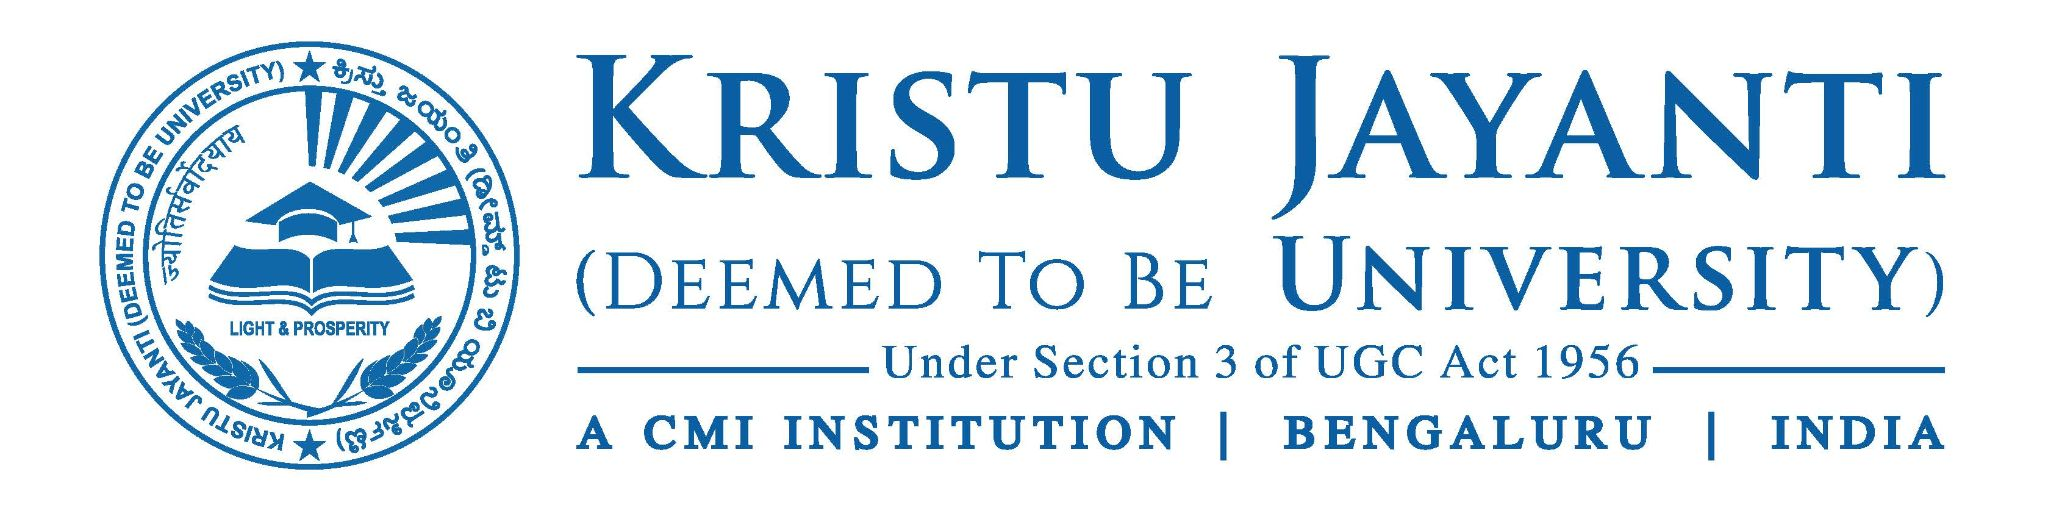 KRISTU JAYANTI (DEEMED TO BE UNIVERSITY)
ಕ್ರಿಸ್ತು ಜಯಂತಿ (ಡೀಮ್ಡ್ ಟು ಬಿ ಯೂನಿವರ್ಸಿಟಿ)
ज्योतिर्सर्वोदयाय
LIGHT & PROSPERITY
KRISTU JAYANTI
(DEEMED TO BE UNIVERSITY)
Under Section 3 of UGC Act 1956
A CMI INSTITUTION | BENGALURU | INDIA